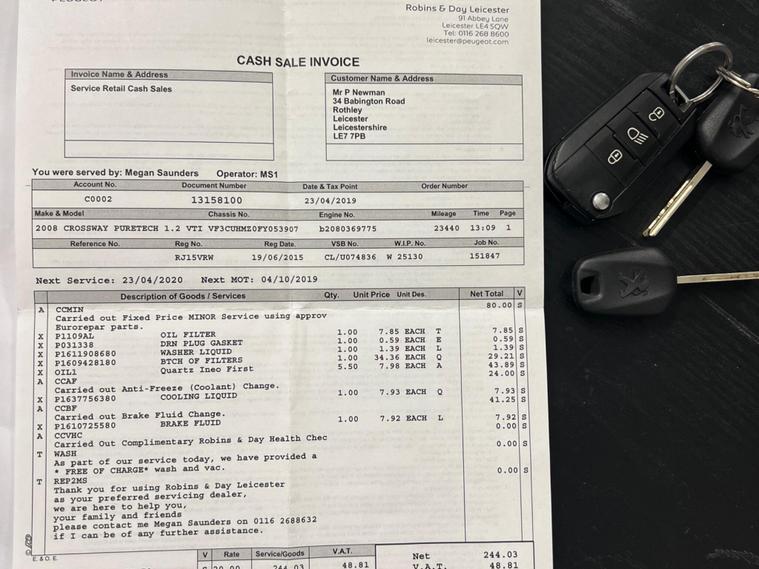 PEUGEOT
Robins & Day Leicester
91 Abbey Lane
Leicester LE4 5QW
Tel: 0116 268 8600
leicester@peugeot.com
CASH SALE INVOICE
Invoice Name & Address
Service Retail Cash Sales
Customer Name & Address
Mr P Newman
34 Babington Road
Rothley
Leicester
Leicestershire
LE7 7PB
You were served by: Megan Saunders Operator: MS1
Account No. Document Number Date & Tax Point Order Number
C0002 13158100 23/04/2019
Make & Model Chassis No. Engine No. Mileage Time Page
2008 CROSSWAY PURETECH 1.2 VTI VF3CUHMZ0FY053907 b2080369775 23440 13:09 1
Reference No. Reg No. Reg Date. VSB No. W.I.P. No. Job No.
RJ15VRW 19/06/2015 CL/U074836 W 25130 151847
Next Service: 23/04/2020 Next MOT: 04/10/2019
Description of Goods / Services Qty. Unit Price Unit Des. Net Total V
A CCMIN 80.00 S
Carried out Fixed Price MINOR Service using approv
Eurorepar parts.
X P1109AL OIL FILTER 1.00 7.85 EACH T 7.85 S
X P031338 DRN PLUG GASKET 1.00 0.59 EACH E 0.59 S
X P1611908680 WASHER LIQUID 1.00 1.39 EACH L 1.39 S
X P1609428180 BTCH OF FILTERS 1.00 34.36 EACH Q 29.21 S
X OIL1 Quartz Ineo First 5.50 7.98 EACH A 43.89 S
A CCAF 24.00 S
Carried out Anti-Freeze (Coolant) Change.
X P1637756380 COOLING LIQUID 1.00 7.93 EACH Q 7.93 S
A CCBF 41.25 S
Carried out Brake Fluid Change.
X P1610725580 BRAKE FLUID 1.00 7.92 EACH L 7.92 S
A CCVHC 0.00 S
Carried Out Complimentary Robins & Day Health Chec
T WASH 0.00 S
As part of our service today, we have provided a
* FREE OF CHARGE* wash and vac.
T REP2MS 0.00 S
Thank you for using Robins & Day Leicester
as your preferred servicing dealer,
we are here to help you,
your family and friends
please contact me Megan Saunders on 0116 2688632
if I can be of any further assistance.
E.& O.E.
V Rate Service/Goods V.A.T.
S 20.00 244.03 48.81
Net 244.03
V.A.T. 48.81